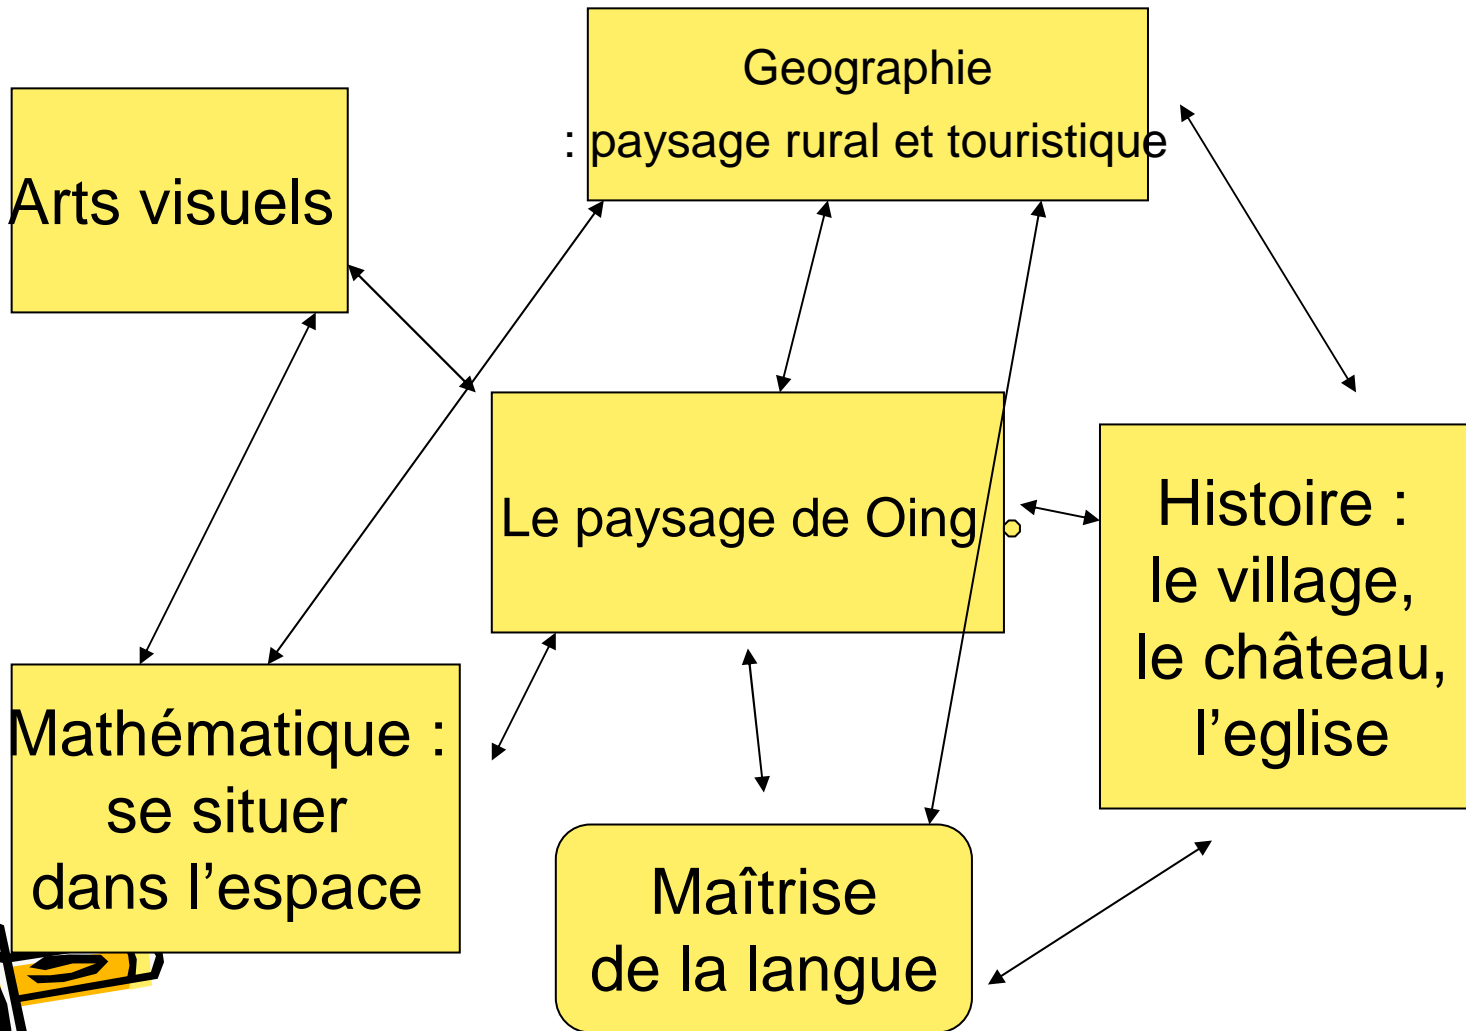 Geographie
: paysage rural et touristique
Arts visuels
Le paysage de Oing
Histoire :
le village,
le château,
l’eglise
Mathématique :
se situer
dans l’espace
Maîtrise
de la langue